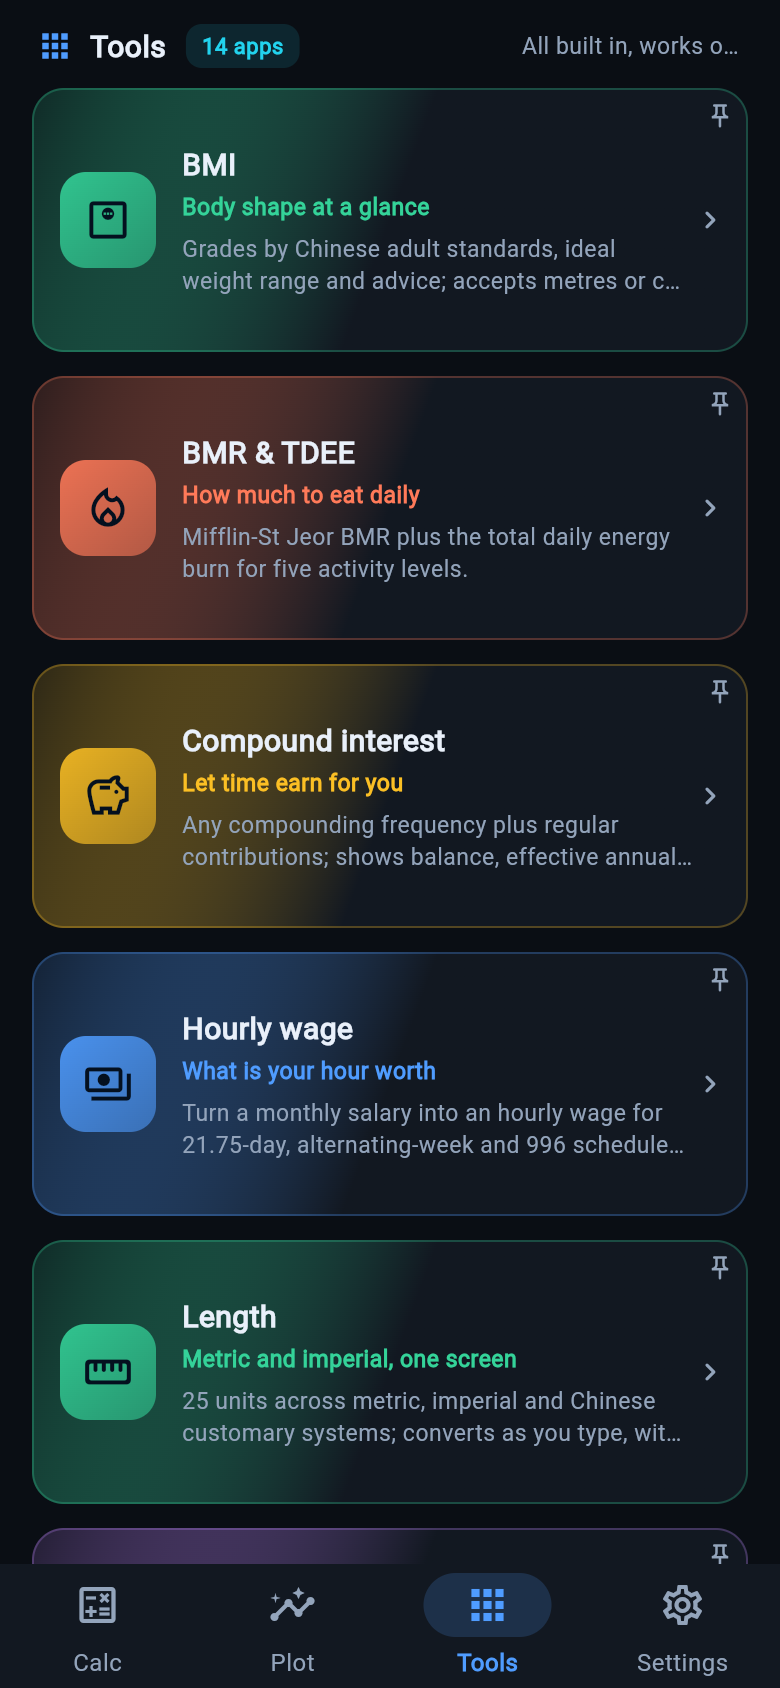 Tools
14 apps
All built in, works o…
BMI
Body shape at a glance
Grades by Chinese adult standards, ideal
weight range and advice; accepts metres or c…
BMR & TDEE
How much to eat daily
Mifflin-St Jeor BMR plus the total daily energy
burn for five activity levels.
Compound interest
Let time earn for you
Any compounding frequency plus regular
contributions; shows balance, effective annual…
Hourly wage
What is your hour worth
Turn a monthly salary into an hourly wage for
21.75-day, alternating-week and 996 schedule…
Length
Metric and imperial, one screen
25 units across metric, imperial and Chinese
customary systems; converts as you type, wit…
Calc
Plot
Tools
Settings